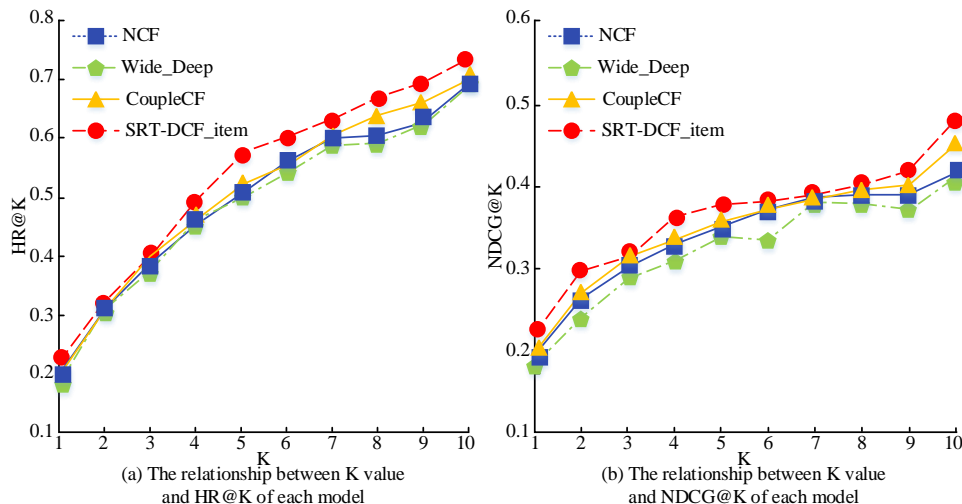 0.8
0.7
0.6
0.5
0.4
0.3
0.2
0.1
HR@K
NCF
Wide_Deep
CoupleCF
SRT-DCF_item
1 2 3 4 5 6 7 8 9 10
K
(a) The relationship between K value
and HR@K of each model
0.6
0.5
0.4
0.3
0.2
0.1
NDCG@K
NCF
Wide_Deep
CoupleCF
SRT-DCF_item
1 2 3 4 5 6 7 8 9 10
K
(b) The relationship between K value
and NDCG@K of each model